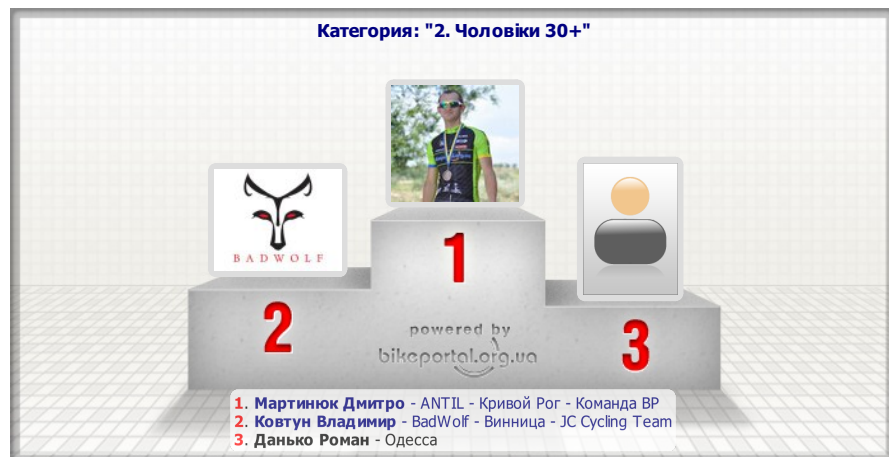 Категория: "2. Чоловіки 30+"
BADWOLF
1
2
3
powered by
bikeportal.org.ua
1. Мартинюк Дмитро - ANTIL - Кривой Рог - Команда ВР
2. Ковтун Владимир - BadWolf - Винница - JC Cycling Team
3. Данько Роман - Одесса